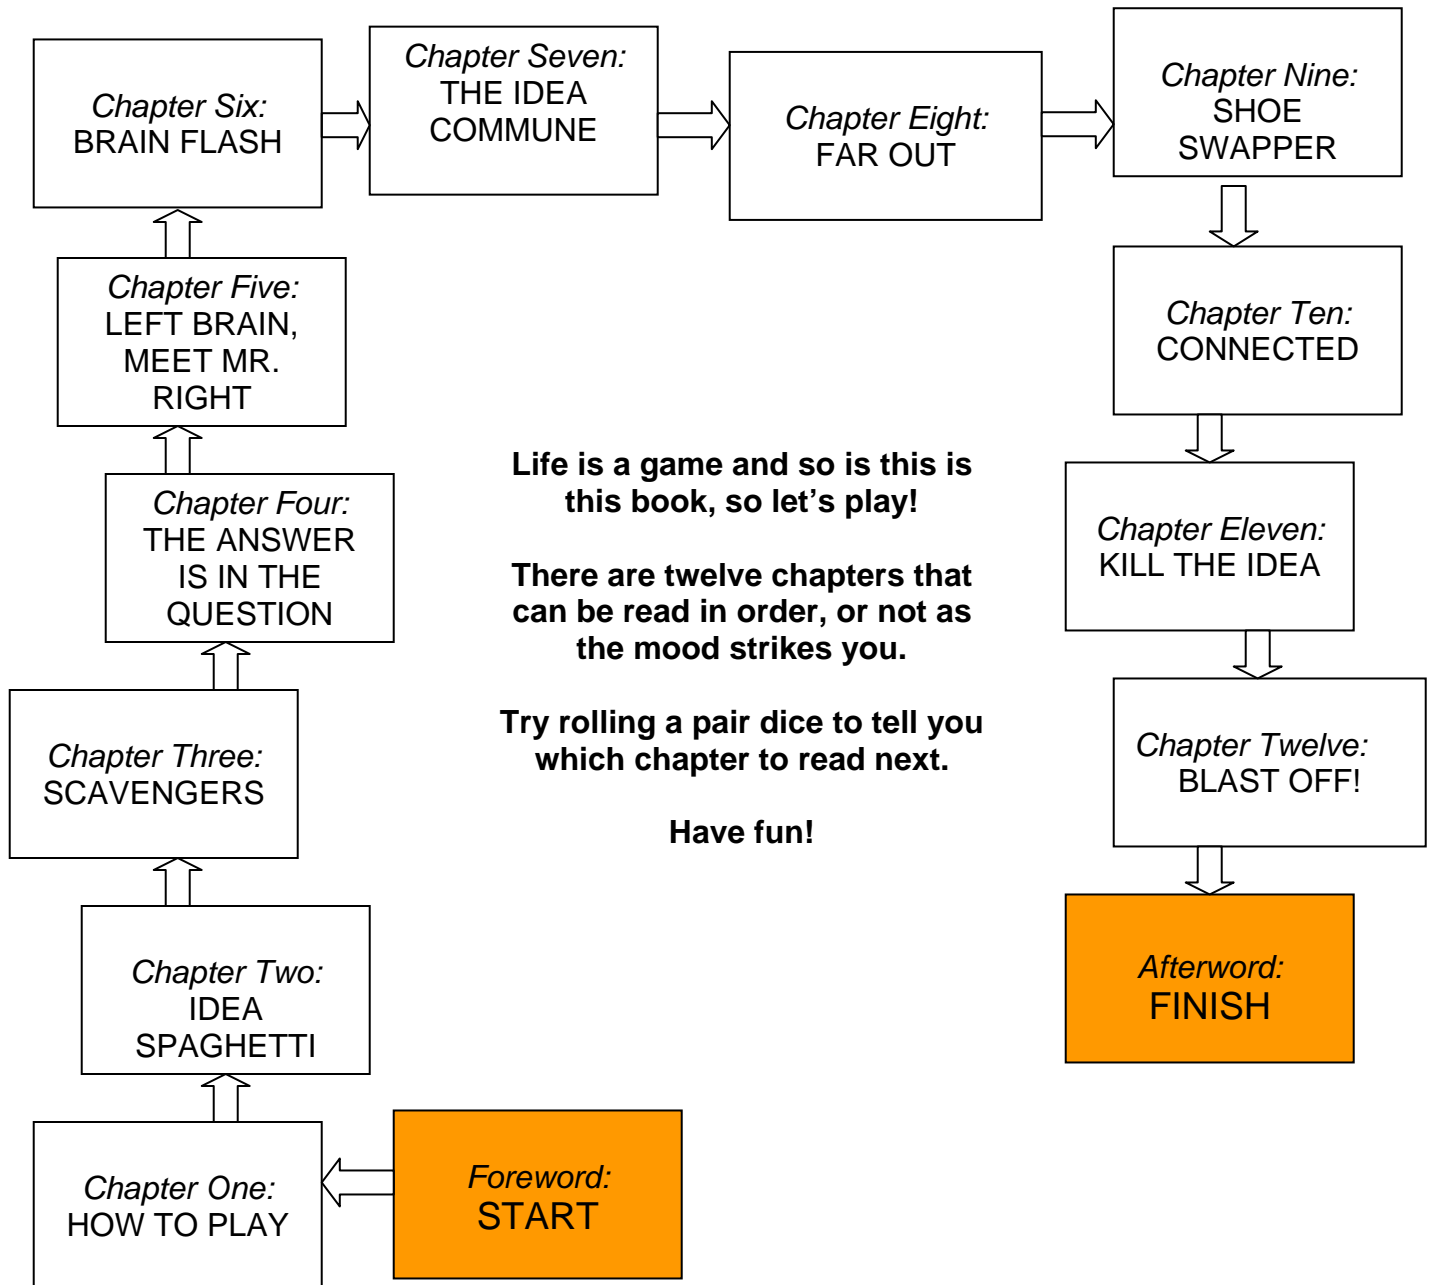 Chapter Six:
BRAIN FLASH
Chapter Seven:
THE IDEA
COMMUNE
Chapter Eight:
FAR OUT
Chapter Nine:
SHOE
SWAPPER
Chapter Five:
LEFT BRAIN,
MEET MR.
RIGHT
Chapter Ten:
CONNECTED
Chapter Four:
THE ANSWER
IS IN THE
QUESTION
Life is a game and so is this is
this book, so let’s play!
There are twelve chapters that
can be read in order, or not as
the mood strikes you.
Try rolling a pair dice to tell you
which chapter to read next.
Have fun!
Chapter Eleven:
KILL THE IDEA
Chapter Three:
SCAVENGERS
Chapter Twelve:
BLAST OFF!
Chapter Two:
IDEA
SPAGHETTI
Afterword:
FINISH
Chapter One:
HOW TO PLAY
Foreword:
START